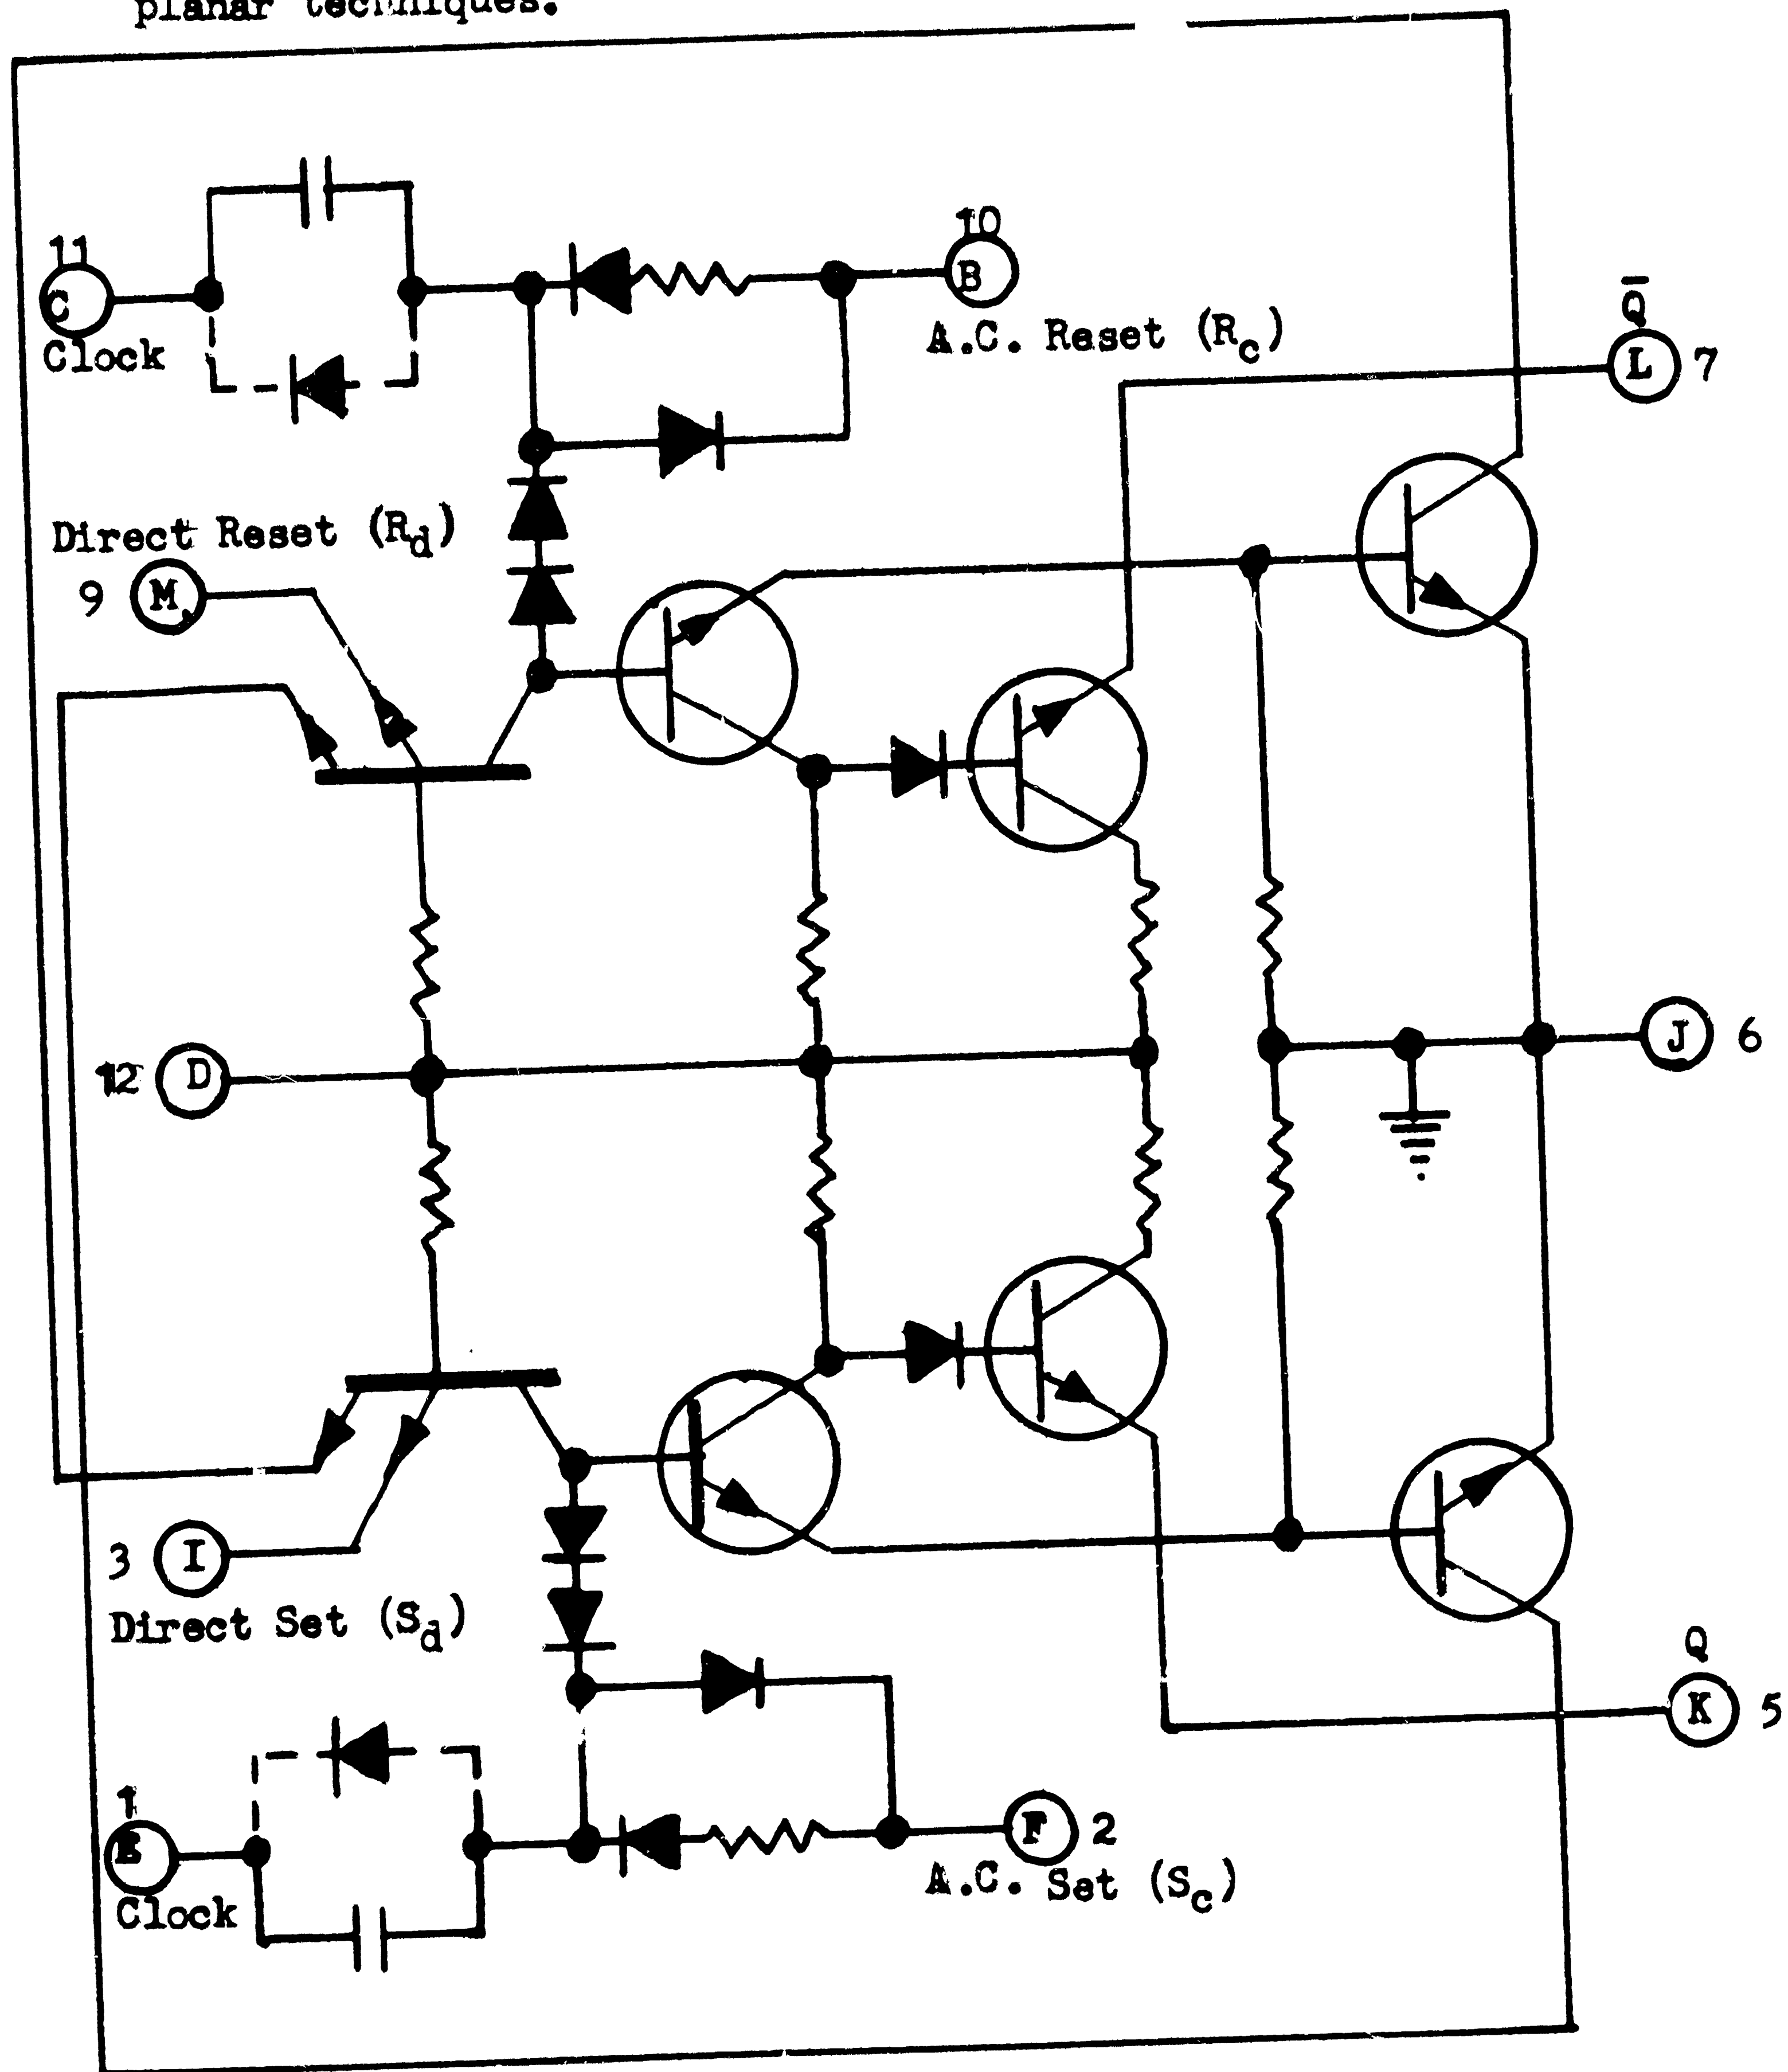 planar techniques.
11
C
Clock
10
B
A.C. Reset (Rc)
Q̅
L 7
Direct Reset (Rd)
9 M
12 D
J 6
3 I
Direct Set (Sd)
Q
K 5
1
E
Clock
F 2
A.C. Set (Sc)